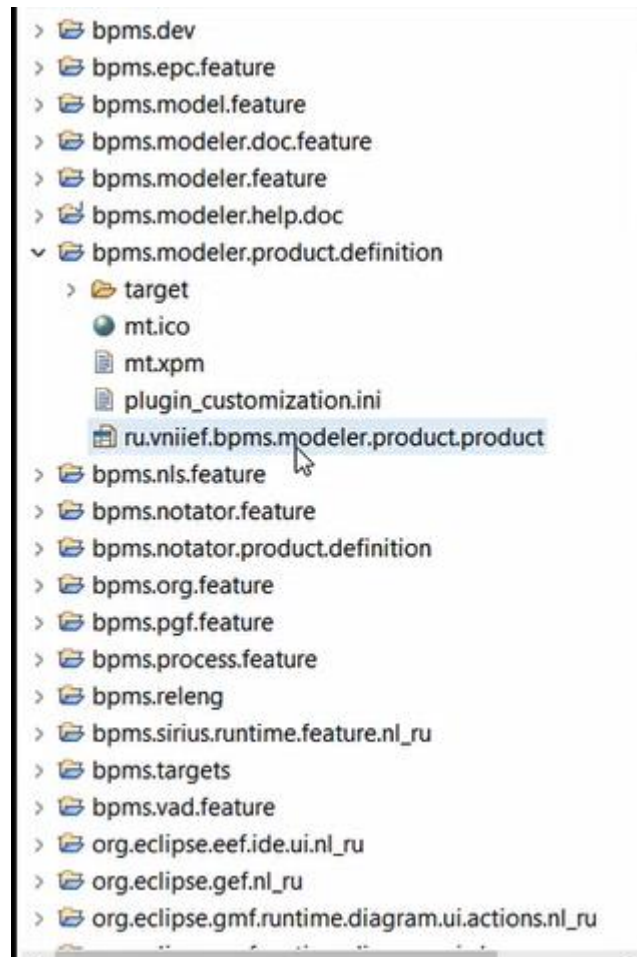 bpms.dev
bpms.epc.feature
bpms.model.feature
bpms.modeler.doc.feature
bpms.modeler.feature
bpms.modeler.help.doc
bpms.modeler.product.definition
target
mt.ico
mt.xpm
plugin_customization.ini
ru.vniief.bpms.modeler.product.product
bpms.nls.feature
bpms.notator.feature
bpms.notator.product.definition
bpms.org.feature
bpms.pgf.feature
bpms.process.feature
bpms.releng
bpms.sirius.runtime.feature.nl_ru
bpms.targets
bpms.vad.feature
org.eclipse.eef.ide.ui.nl_ru
org.eclipse.gef.nl_ru
org.eclipse.gmf.runtime.diagram.ui.actions.nl_ru